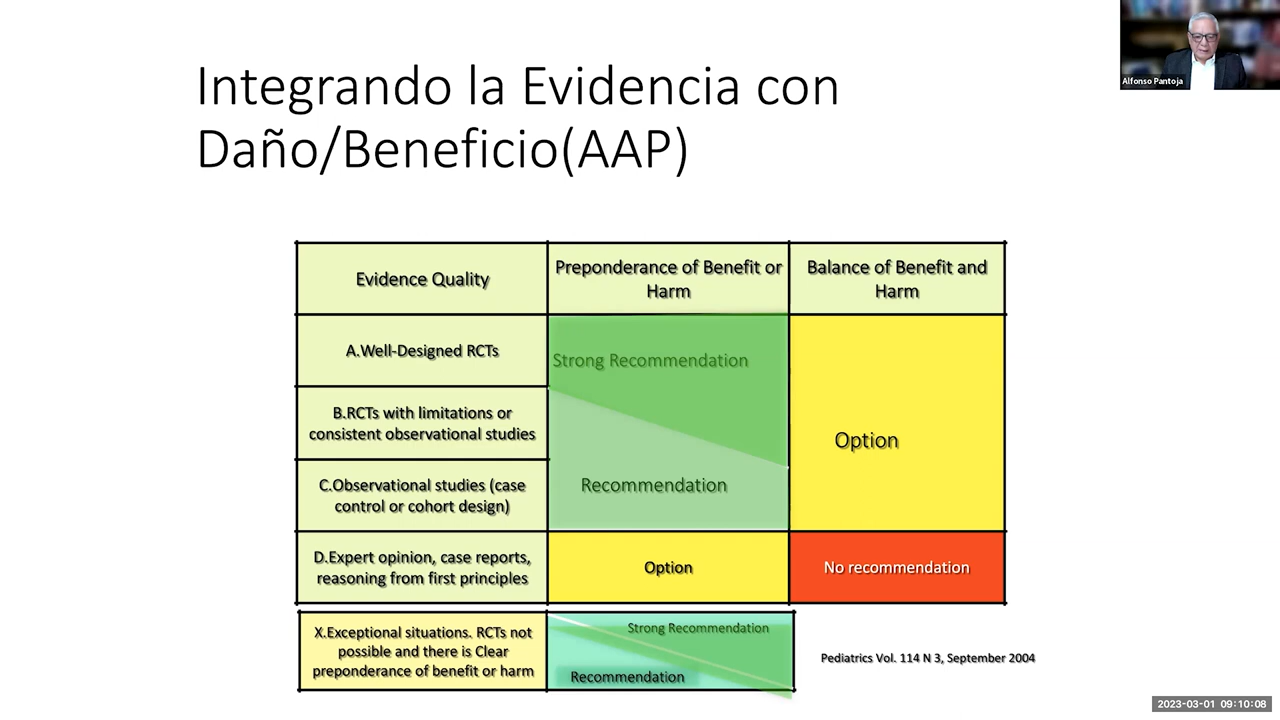 Integrando la Evidencia con
Daño/Beneficio(AAP)
Alfonso Pantoja
Evidence Quality
Preponderance of Benefit or
Harm
Balance of Benefit and
Harm
A.Well-Designed RCTs
Strong Recommendation
B.RCTs with limitations or
consistent observational studies
Option
C.Observational studies (case
control or cohort design)
Recommendation
D.Expert opinion, case reports,
reasoning from first principles
Option
No recommendation
X.Exceptional situations. RCTs not
possible and there is Clear
preponderance of benefit or harm
Strong Recommendation
Recommendation
Pediatrics Vol. 114 N 3, September 2004
2023-03-01 09:10:08